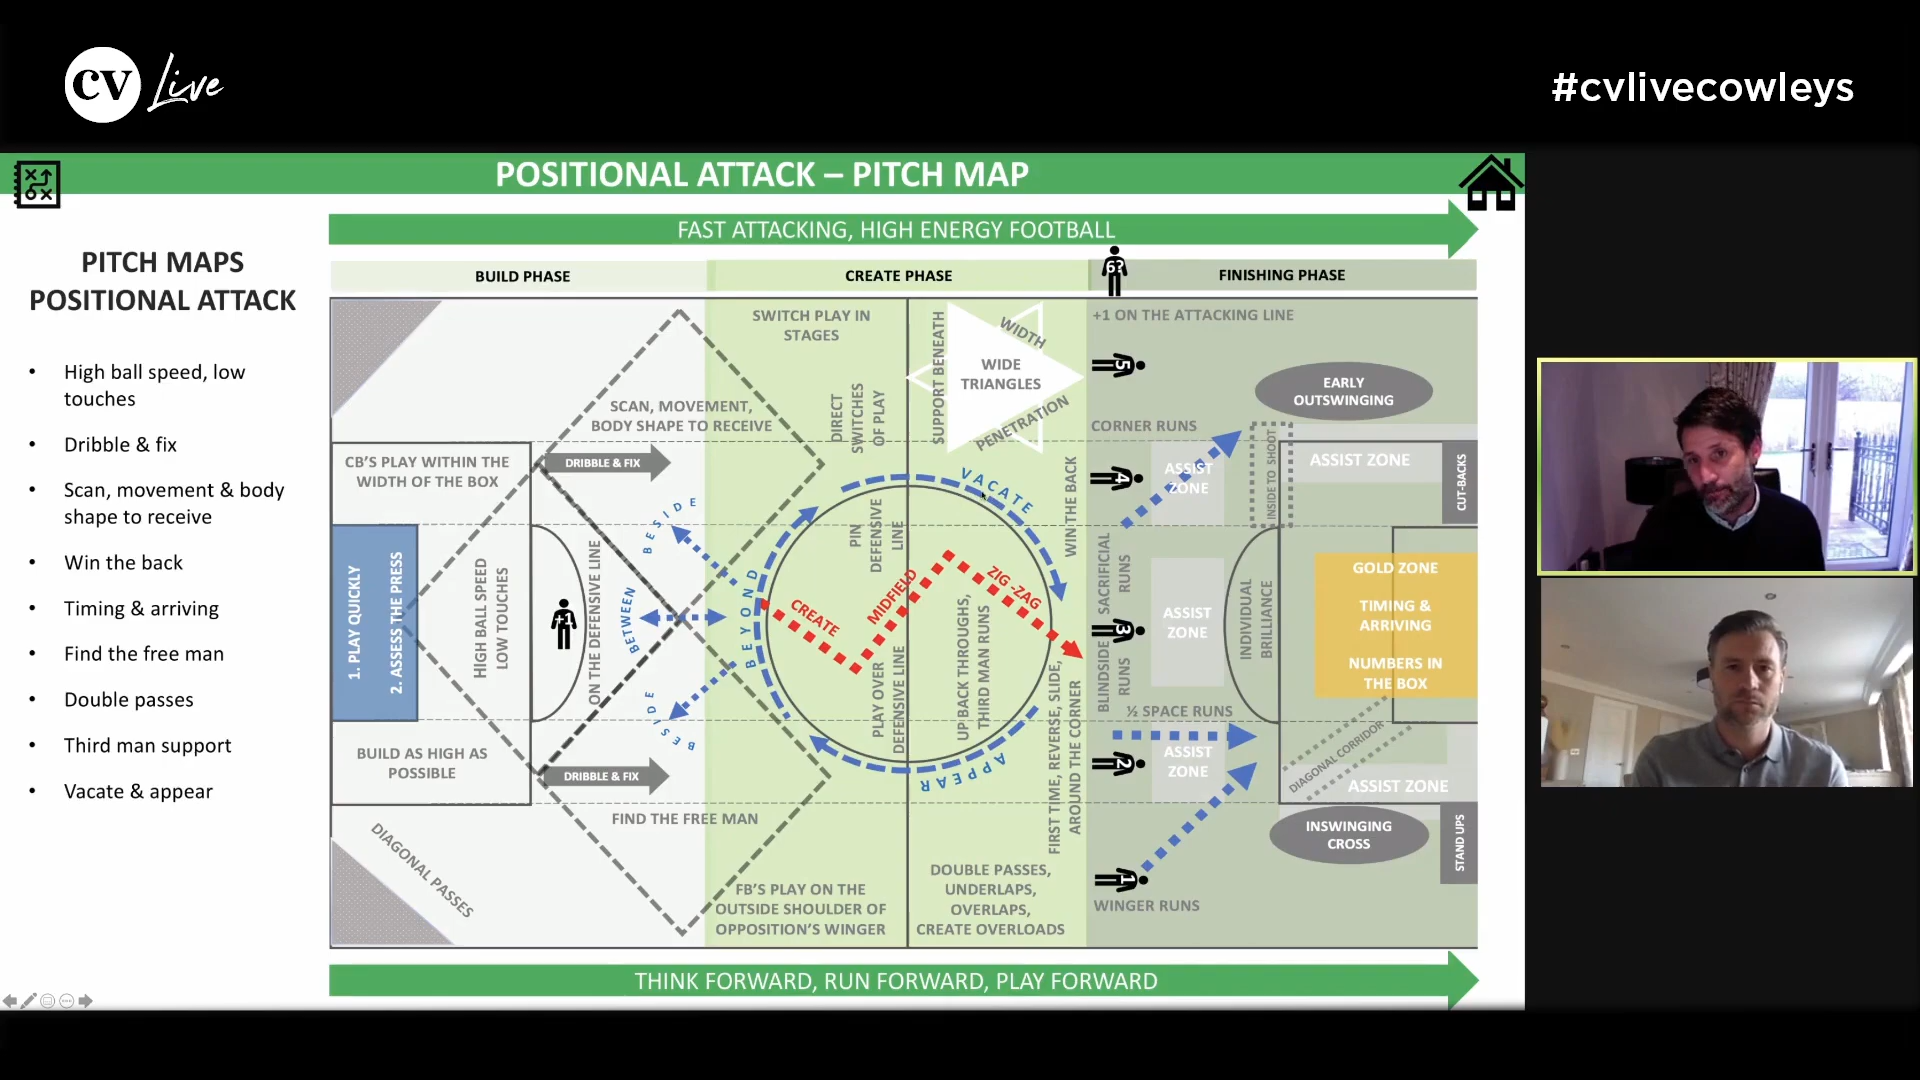 CV Live
#cvlivecowleys
POSITIONAL ATTACK – PITCH MAP
PITCH MAPS
POSITIONAL ATTACK
• High ball speed, low
touches
• Dribble & fix
• Scan, movement & body
shape to receive
• Win the back
• Timing & arriving
• Find the free man
• Double passes
• Third man support
• Vacate & appear
FAST ATTACKING, HIGH ENERGY FOOTBALL
BUILD PHASE
CREATE PHASE
FINISHING PHASE
6?
SCAN, MOVEMENT,
BODY SHAPE TO RECEIVE
CB'S PLAY WITHIN THE
WIDTH OF THE BOX
DRIBBLE & FIX
1. PLAY QUICKLY
2. ASSESS THE PRESS
HIGH BALL SPEED
LOW TOUCHES
+1
ON THE DEFENSIVE LINE
BESIDE
BETWEEN
BESIDE
BEYOND
BUILD AS HIGH AS
POSSIBLE
DRIBBLE & FIX
FIND THE FREE MAN
DIAGONAL PASSES
SWITCH PLAY IN
STAGES
DIRECT
SWITCHES
OF PLAY
SUPPORT BENEATH
WIDTH
WIDE
TRIANGLES
PENETRATION
VACATE
PIN
DEFENSIVE
LINE
WIN THE BACK
CREATE
MIDFIELD
ZIG -ZAG
PLAY OVER
DEFENSIVE LINE
UP BACK THROUGHS,
THIRD MAN RUNS
APPEAR
FIRST TIME, REVERSE, SLIDE,
AROUND THE CORNER
FB'S PLAY ON THE
OUTSIDE SHOULDER OF
OPPOSITION'S WINGER
DOUBLE PASSES,
UNDERLAPS,
OVERLAPS,
CREATE OVERLOADS
+1 ON THE ATTACKING LINE
5
EARLY
OUTSWINGING
CORNER RUNS
4
ASSIST
ZONE
INSIDE TO SHOOT
ASSIST ZONE
CUT-BACKS
BLINDSIDE SACRIFICIAL
RUNS RUNS
3
ASSIST
ZONE
INDIVIDUAL
BRILLIANCE
GOLD ZONE
TIMING &
ARRIVING
NUMBERS IN
THE BOX
½ SPACE RUNS
2
ASSIST
ZONE
DIAGONAL CORRIDOR
ASSIST ZONE
INSWINGING
CROSS
STAND UPS
1
WINGER RUNS
THINK FORWARD, RUN FORWARD, PLAY FORWARD